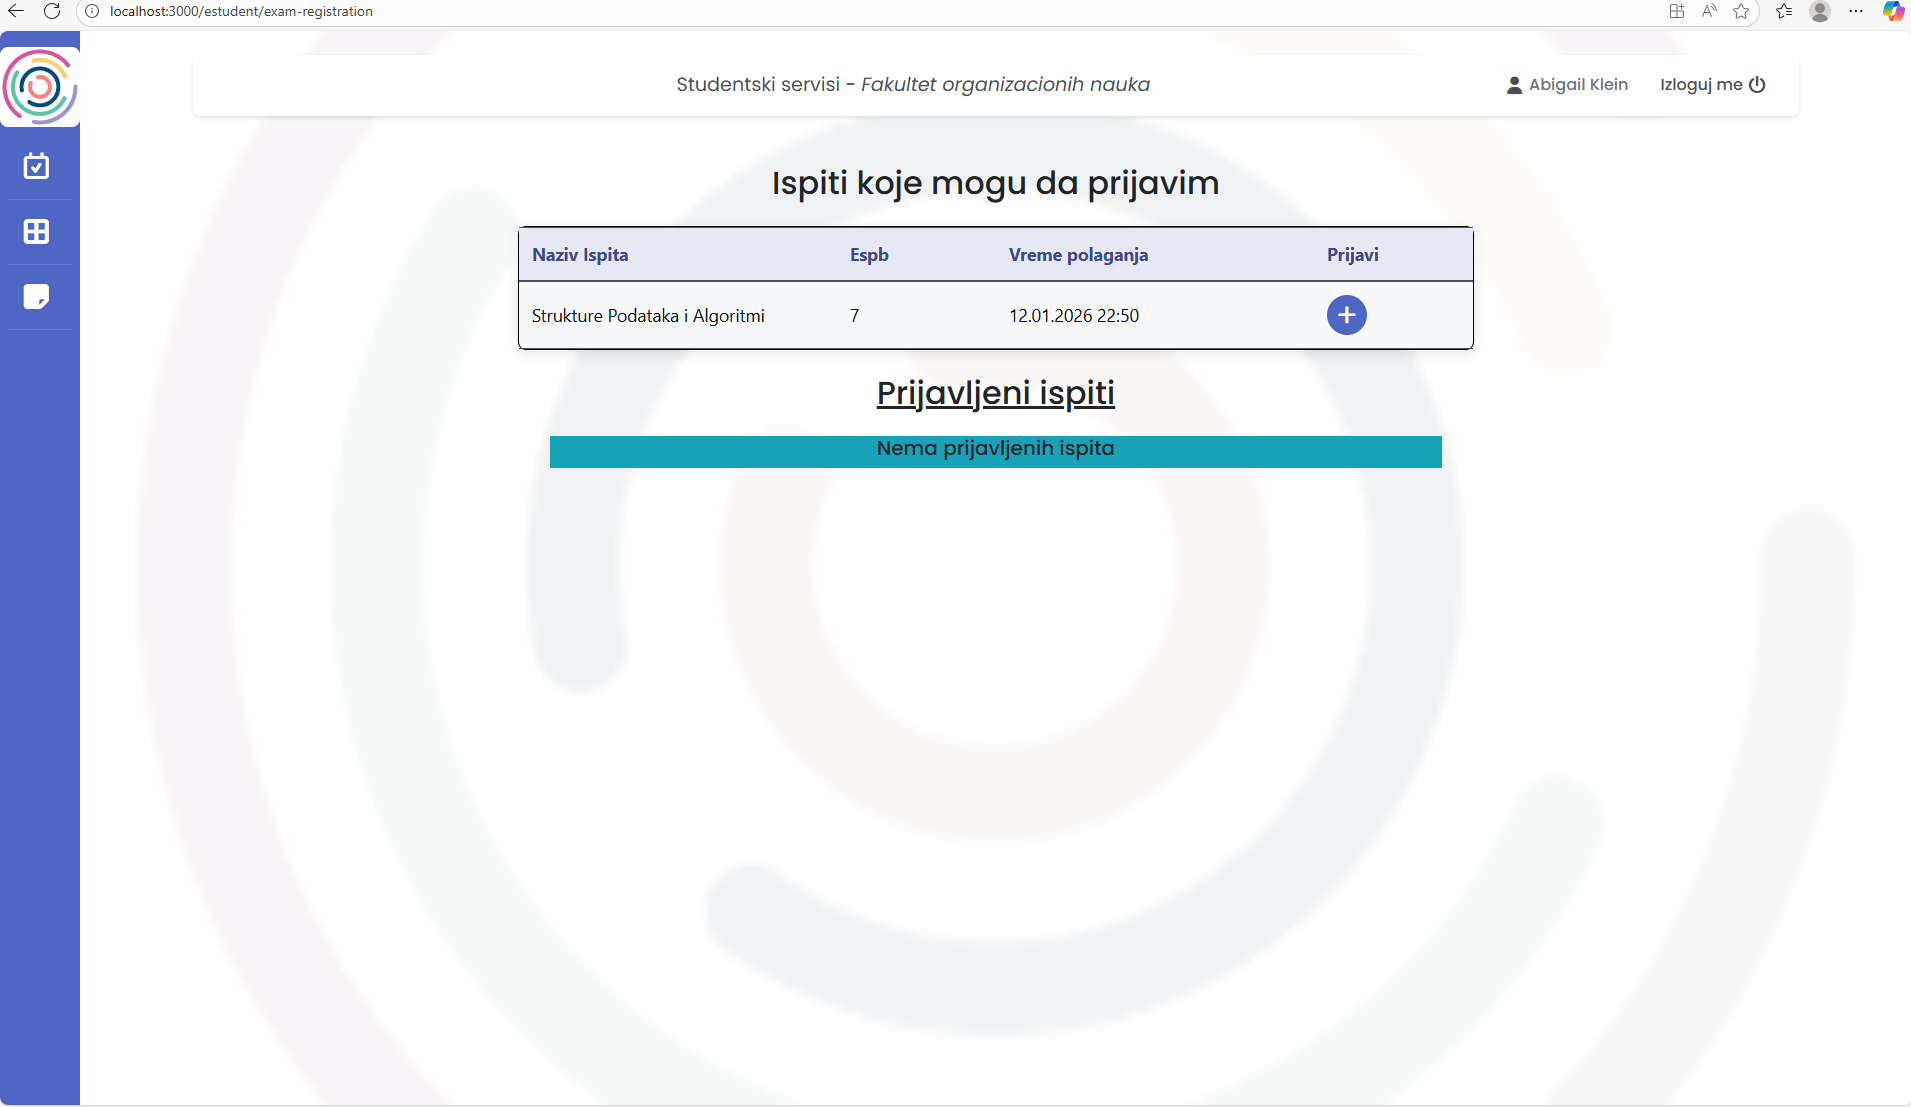 localhost:3000/estudent/exam-registration
Studentski servisi - Fakultet organizacionih nauka Abigail Klein Izloguj me
Ispiti koje mogu da prijavim
Naziv Ispita Espb Vreme polaganja Prijavi
Strukture Podataka i Algoritmi 7 12.01.2026 22:50
Prijavljeni ispiti
Nema prijavljenih ispita